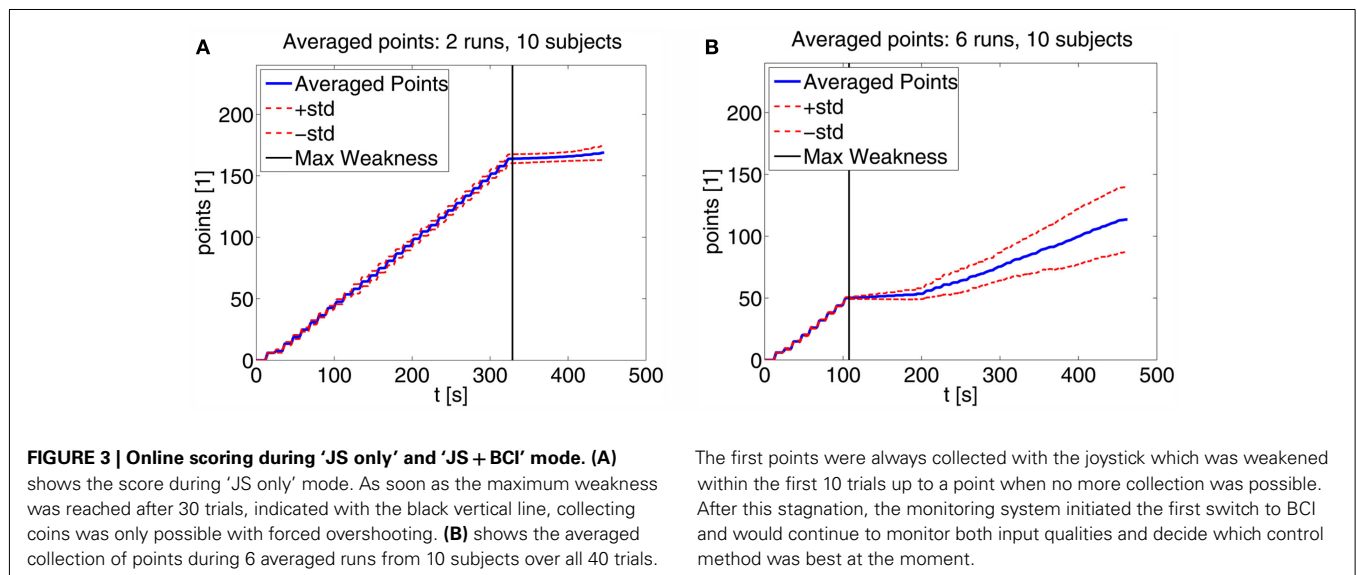 A
Averaged points: 2 runs, 10 subjects
Averaged Points
+std
−std
Max Weakness
200
150
100
50
0
points [1]
0 100 200 300 400 500
t [s]
B
Averaged points: 6 runs, 10 subjects
Averaged Points
+std
−std
Max Weakness
200
150
100
50
0
points [1]
0 100 200 300 400 500
t [s]
FIGURE 3 | Online scoring during ‘JS only’ and ‘JS + BCI’ mode. (A)
shows the score during ‘JS only’ mode. As soon as the maximum weakness
was reached after 30 trials, indicated with the black vertical line, collecting
coins was only possible with forced overshooting. (B) shows the averaged
collection of points during 6 averaged runs from 10 subjects over all 40 trials.
The first points were always collected with the joystick which was weakened
within the first 10 trials up to a point when no more collection was possible.
After this stagnation, the monitoring system initiated the first switch to BCI
and would continue to monitor both input qualities and decide which control
method was best at the moment.